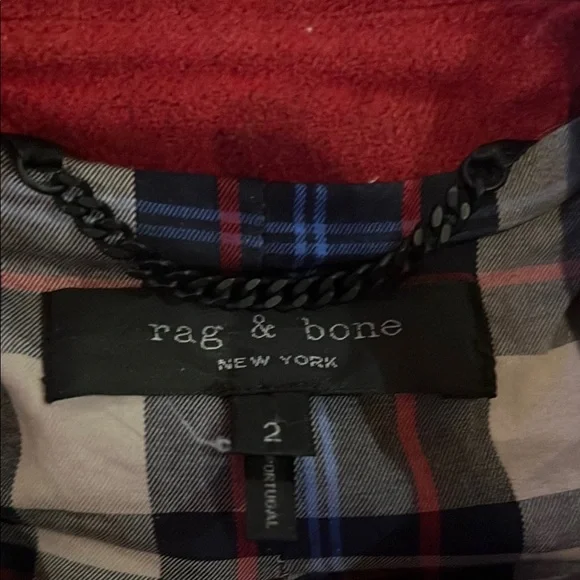 rag & bone
NEW YORK
2
PORTUGAL